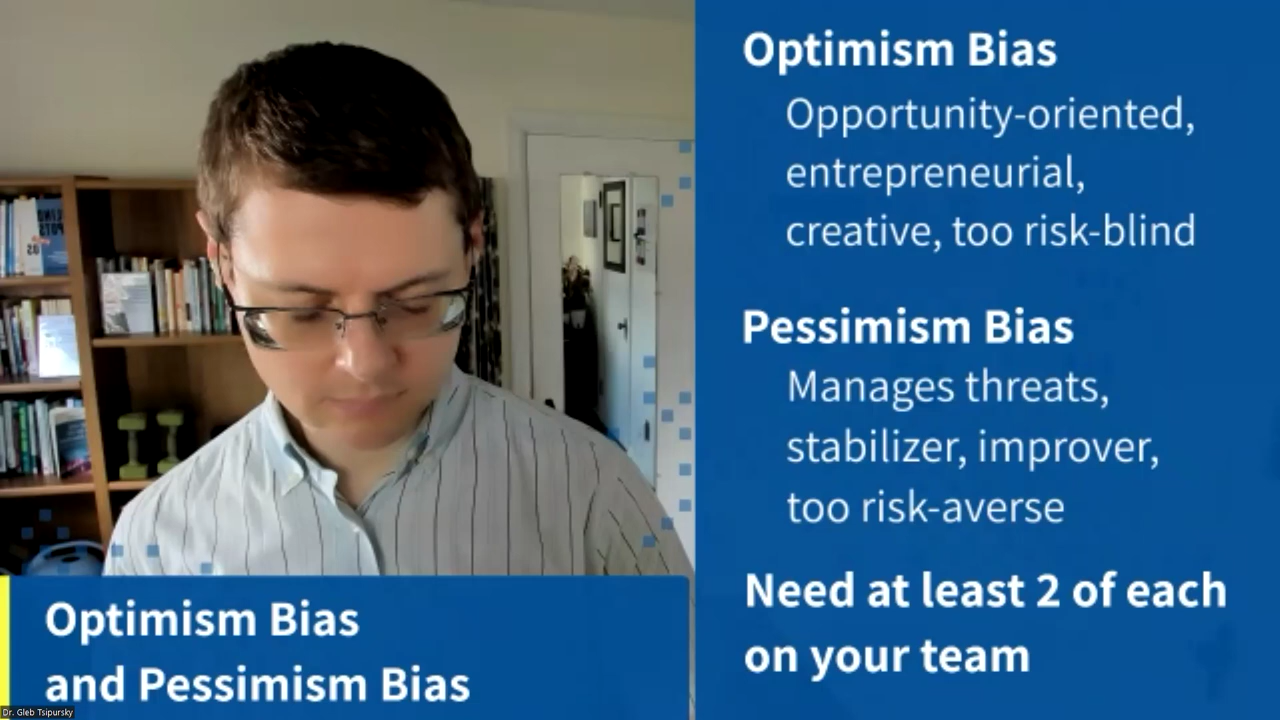 Optimism Bias
Opportunity-oriented,
entrepreneurial,
creative, too risk-blind
Pessimism Bias
Manages threats,
stabilizer, improver,
too risk-averse
Need at least 2 of each
on your team
Optimism Bias
and Pessimism Bias
Dr. Gleb Tsipursky